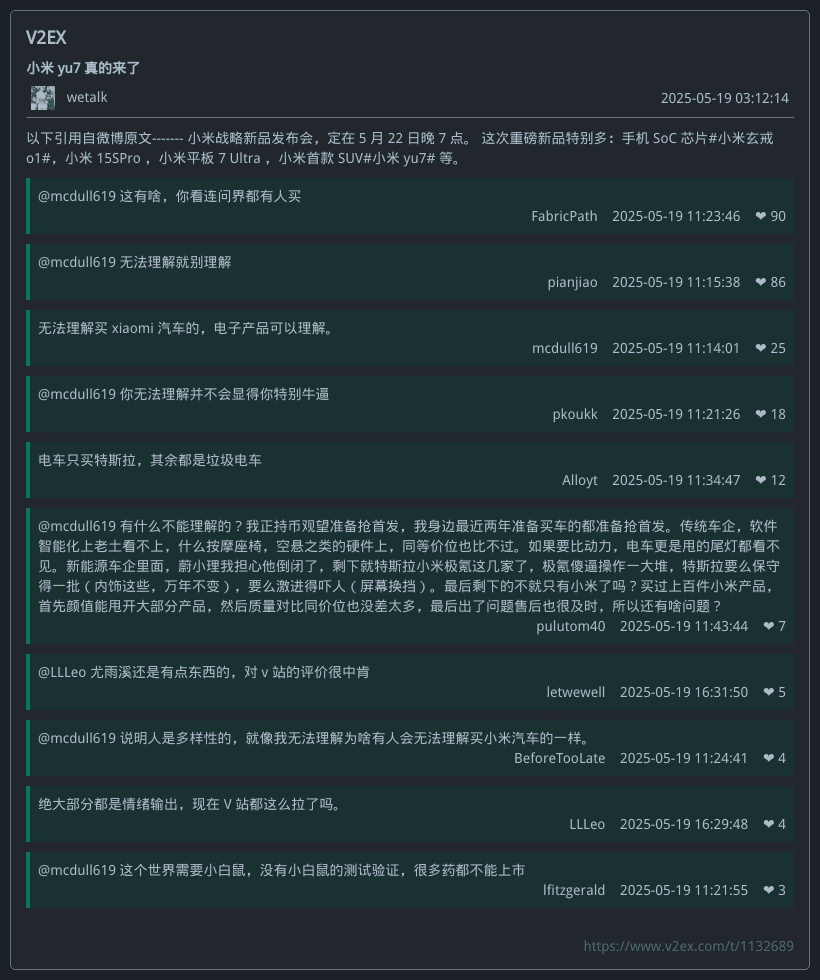 V2EX
小米 yu7 真的来了
wetalk 2025-05-19 03:12:14
以下引用自微博原文------- 小米战略新品发布会，定在 5 月 22 日晚 7 点。 这次重磅新品特别多：手机 SoC 芯片#小米玄戒
o1#，小米 15SPro ，小米平板 7 Ultra ，小米首款 SUV#小米 yu7# 等。
@mcdull619 这有啥，你看连问界都有人买
FabricPath 2025-05-19 11:23:46 ❤ 90
@mcdull619 无法理解就别理解
pianjiao 2025-05-19 11:15:38 ❤ 86
无法理解买 xiaomi 汽车的，电子产品可以理解。
mcdull619 2025-05-19 11:14:01 ❤ 25
@mcdull619 你无法理解并不会显得你特别牛逼
pkoukk 2025-05-19 11:21:26 ❤ 18
电车只买特斯拉，其余都是垃圾电车
Alloyt 2025-05-19 11:34:47 ❤ 12
@mcdull619 有什么不能理解的？我正持币观望准备抢首发，我身边最近两年准备买车的都准备抢首发。传统车企，软件
智能化上老土看不上，什么按摩座椅，空悬之类的硬件上，同等价位也比不过。如果要比动力，电车更是甩的尾灯都看不
见。新能源车企里面，蔚小理我担心他倒闭了，剩下就特斯拉小米极氪这几家了，极氪傻逼操作一大堆，特斯拉要么保守
得一批（内饰这些，万年不变），要么激进得吓人（屏幕换挡）。最后剩下的不就只有小米了吗？买过上百件小米产品，
首先颜值能甩开大部分产品，然后质量对比同价位也没差太多，最后出了问题售后也很及时，所以还有啥问题？
pulutom40 2025-05-19 11:43:44 ❤ 7
@LLLeo 尤雨溪还是有点东西的，对 v 站的评价很中肯
letwewell 2025-05-19 16:31:50 ❤ 5
@mcdull619 说明人是多样性的，就像我无法理解为啥有人会无法理解买小米汽车的一样。
BeforeTooLate 2025-05-19 11:24:41 ❤ 4
绝大部分都是情绪输出，现在 V 站都这么拉了吗。
LLLeo 2025-05-19 16:29:48 ❤ 4
@mcdull619 这个世界需要小白鼠，没有小白鼠的测试验证，很多药都不能上市
lfitzgerald 2025-05-19 11:21:55 ❤ 3
https://www.v2ex.com/t/1132689